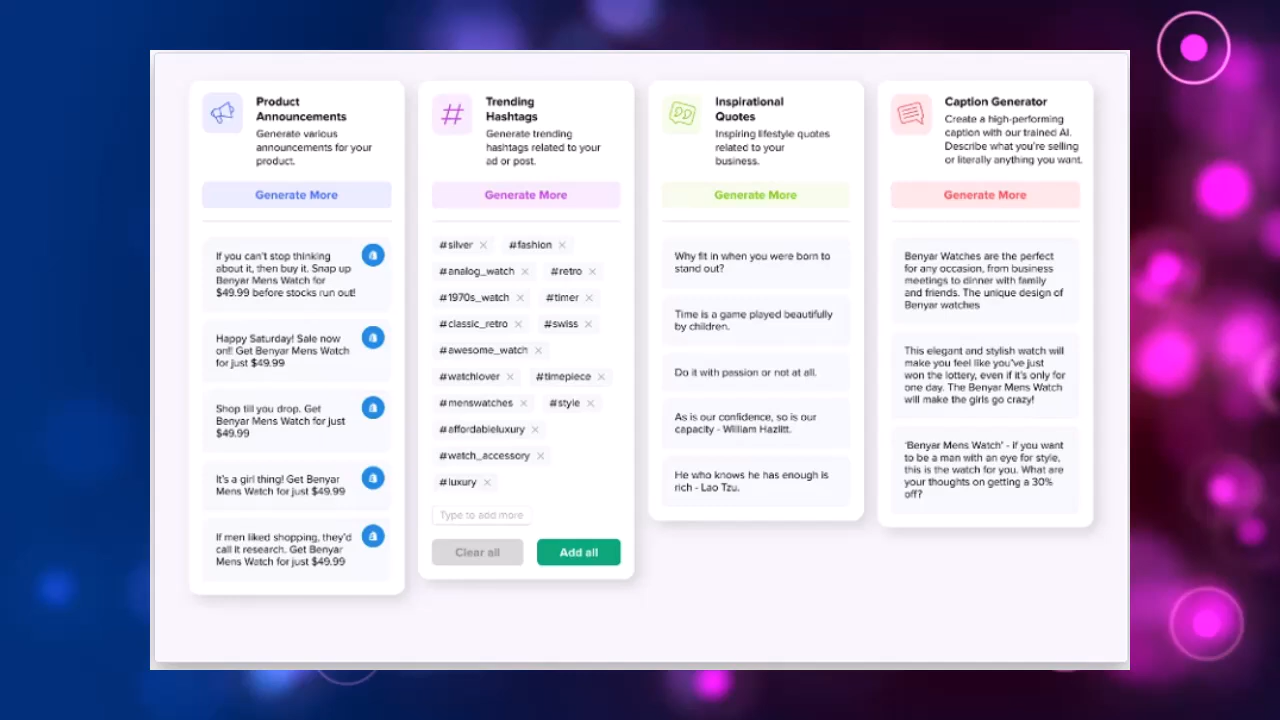 Product
Announcements
Generate various
announcements for your
product.
Generate More
If you can't stop thinking
about it, then buy it. Snap up
Benyar Mens Watch for
$49.99 before stocks run out!
Happy Saturday! Sale now
on!! Get Benyar Mens Watch
for just $49.99
Shop till you drop. Get
Benyar Mens Watch for just
$49.99
It's a girl thing! Get Benyar
Mens Watch for just $49.99
If men liked shopping, they'd
call it research. Get Benyar
Mens Watch for just $49.99
Trending
Hashtags
Generate trending
hashtags related to your
ad or post.
Generate More
#silver × #fashion ×
#analog_watch × #retro ×
#1970s_watch × #timer ×
#classic_retro × #swiss ×
#awesome_watch ×
#watchlover × #timepiece ×
#menswatches × #style ×
#affordableluxury ×
#watch_accessory ×
#luxury ×
Type to add more
Clear all Add all
Inspirational
Quotes
Inspiring lifestyle quotes
related to your
business.
Generate More
Why fit in when you were born to
stand out?
Time is a game played beautifully
by children.
Do it with passion or not at all.
As is our confidence, so is our
capacity - William Hazlitt.
He who knows he has enough is
rich - Lao Tzu.
Caption Generator
Create a high-performing
caption with our trained AI.
Describe what you're selling
or literally anything you want.
Generate More
Benyar Watches are the perfect
for any occasion, from business
meetings to dinner with family
and friends. The unique design of
Benyar watches
This elegant and stylish watch will
make you feel like you've just
won the lottery, even if it's only for
one day. The Benyar Mens Watch
will make the girls go crazy!
'Benyar Mens Watch' - if you want
to be a man with an eye for style,
this is the watch for you. What are
your thoughts on getting a 30%
off?